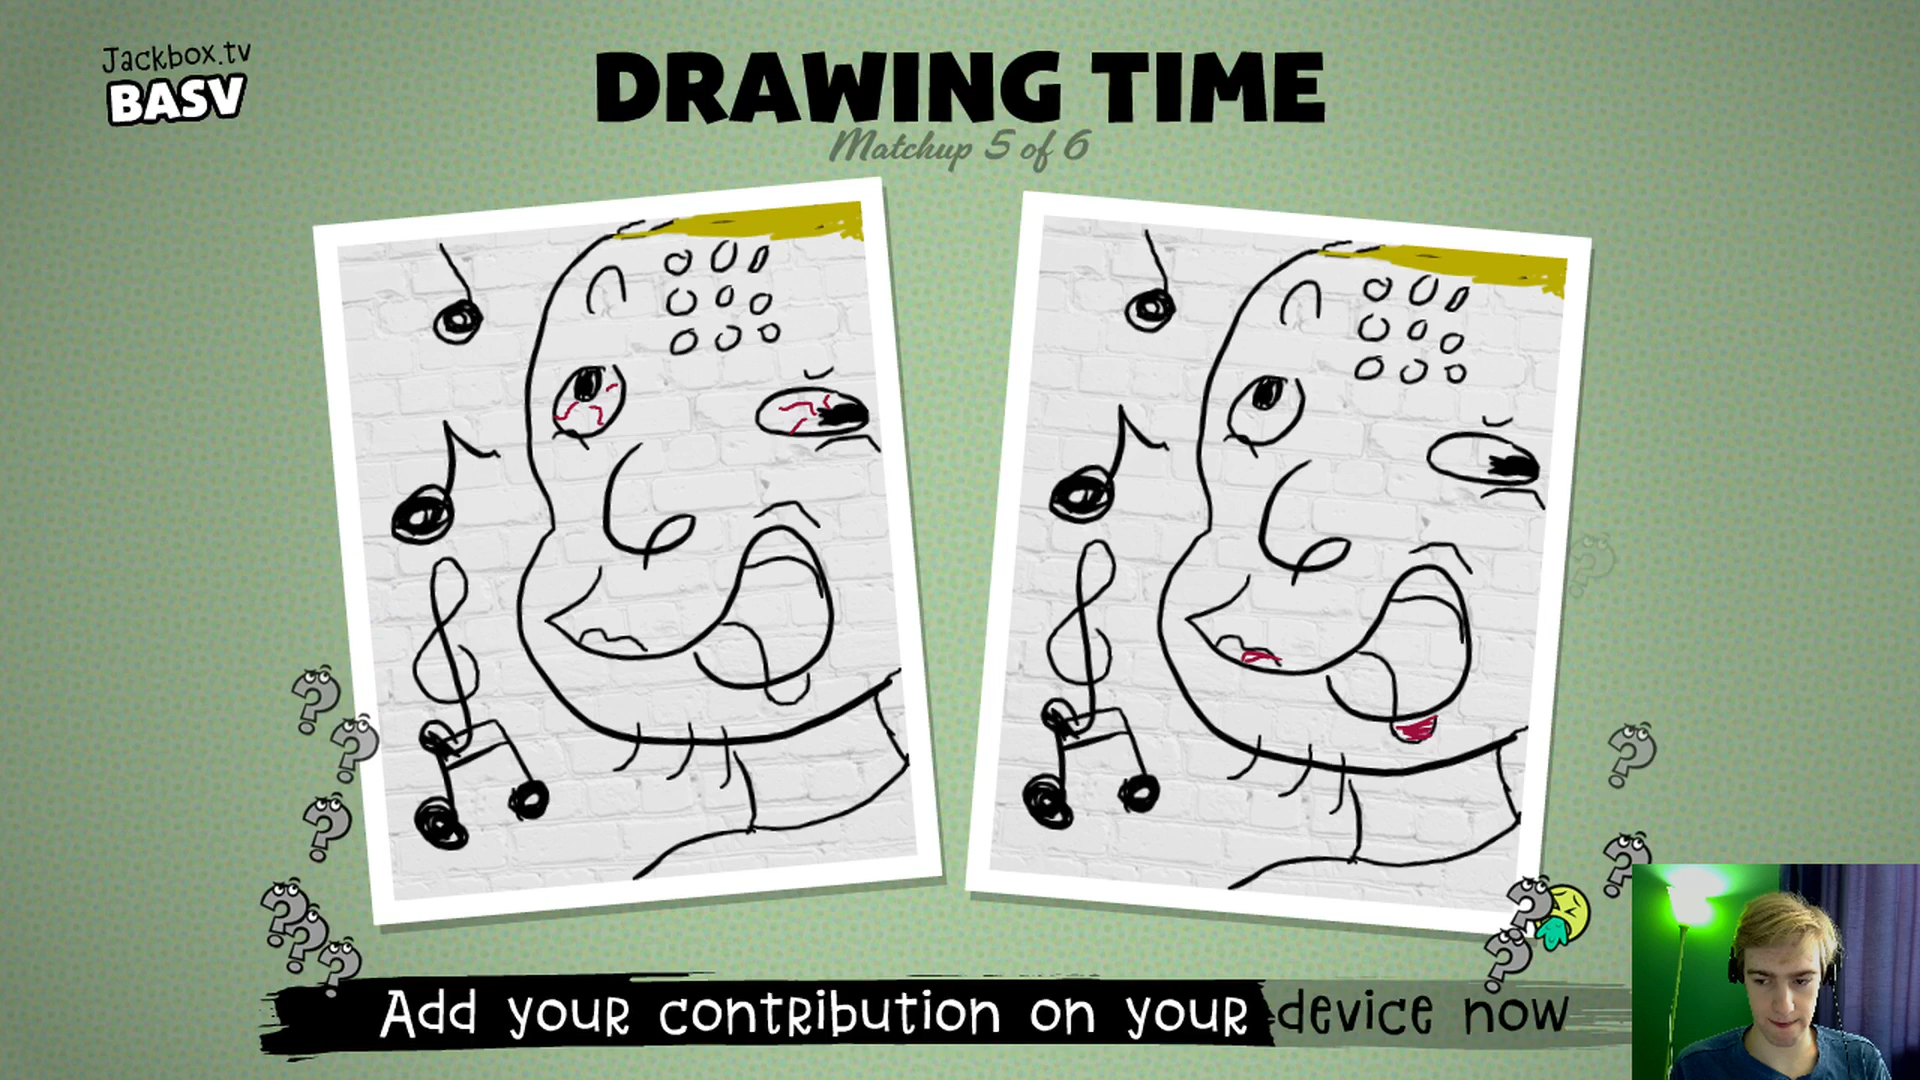 Jackbox.tv
BASV
DRAWING TIME
Matchup 5 of 6
Add your contribution on your device now